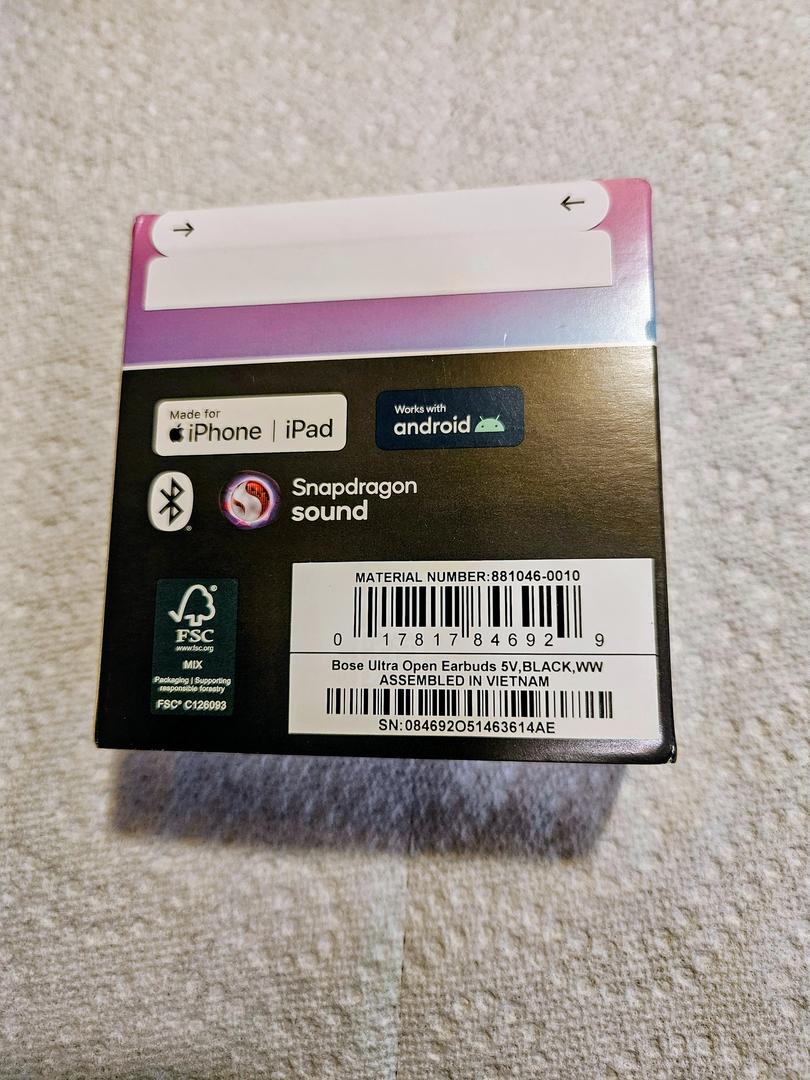 Made for
iPhone | iPad
Works with
android
Snapdragon
sound
FSC®
www.fsc.org
MIX
Packaging | Supporting
responsible forestry
FSC® C126093
MATERIAL NUMBER:881046-0010
0 17817 84692 9
Bose Ultra Open Earbuds 5V,BLACK,WW
ASSEMBLED IN VIETNAM
SN:084692O51463614AE